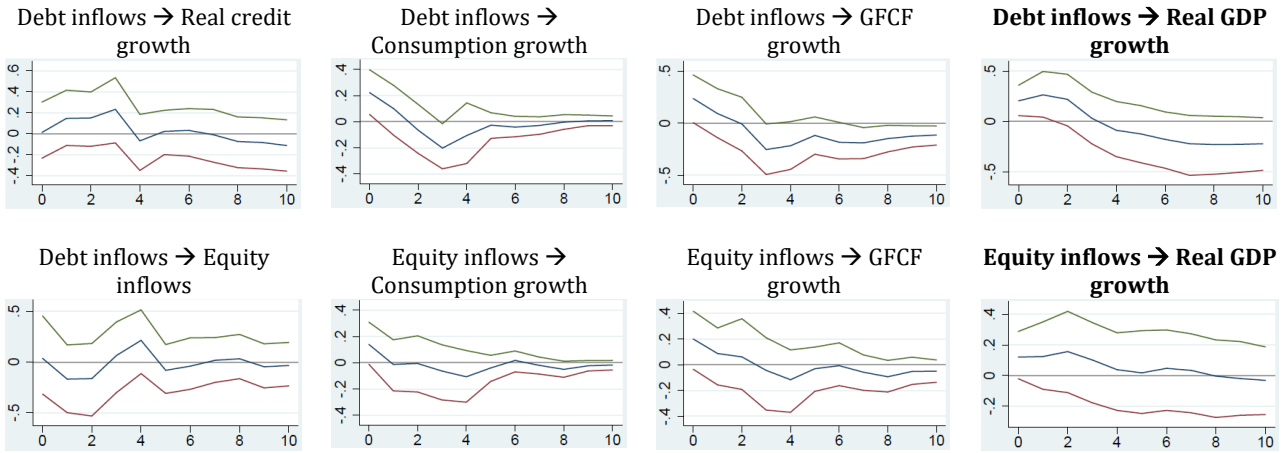 Debt inflows → Real credit
growth
Debt inflows →
Consumption growth
Debt inflows → GFCF
growth
Debt inflows → Real GDP
growth
.6
.4
.2
0
-.2
-.4
0 2 4 6 8 10
.4
.2
0
-.2
-.4
0 2 4 6 8 10
.5
0
-.5
0 2 4 6 8 10
.5
0
-.5
0 2 4 6 8 10
Debt inflows → Equity
inflows
Equity inflows →
Consumption growth
Equity inflows → GFCF
growth
Equity inflows → Real GDP
growth
.5
0
-.5
0 2 4 6 8 10
.4
.2
0
-.2
-.4
0 2 4 6 8 10
.4
.2
0
-.2
-.4
0 2 4 6 8 10
.4
.2
0
-.2
0 2 4 6 8 10